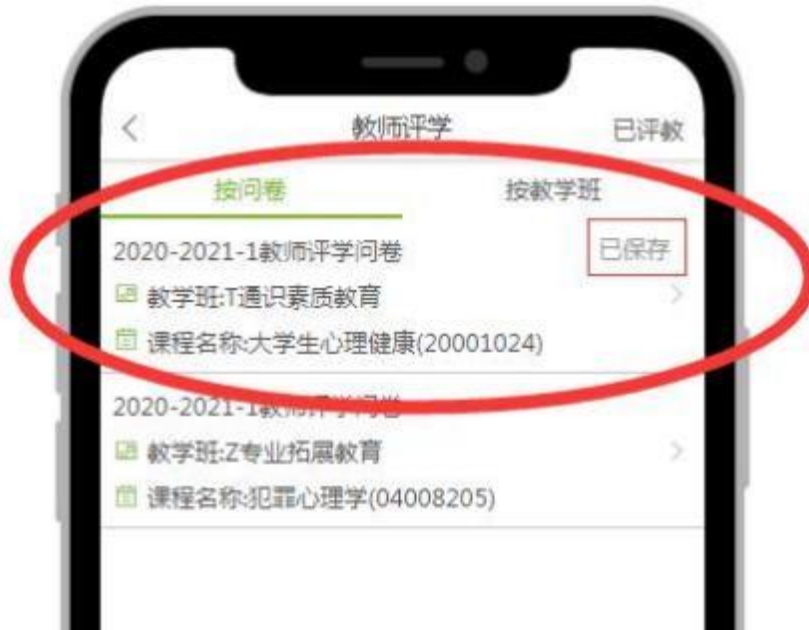 教师评学 已评教
按问卷 按教学班
2020-2021-1教师评学问卷 已保存
教学班:T通识素质教育
课程名称:大学生心理健康(20001024)
2020-2021-1教师评学问卷
教学班:Z专业拓展教育
课程名称:犯罪心理学(04008205)